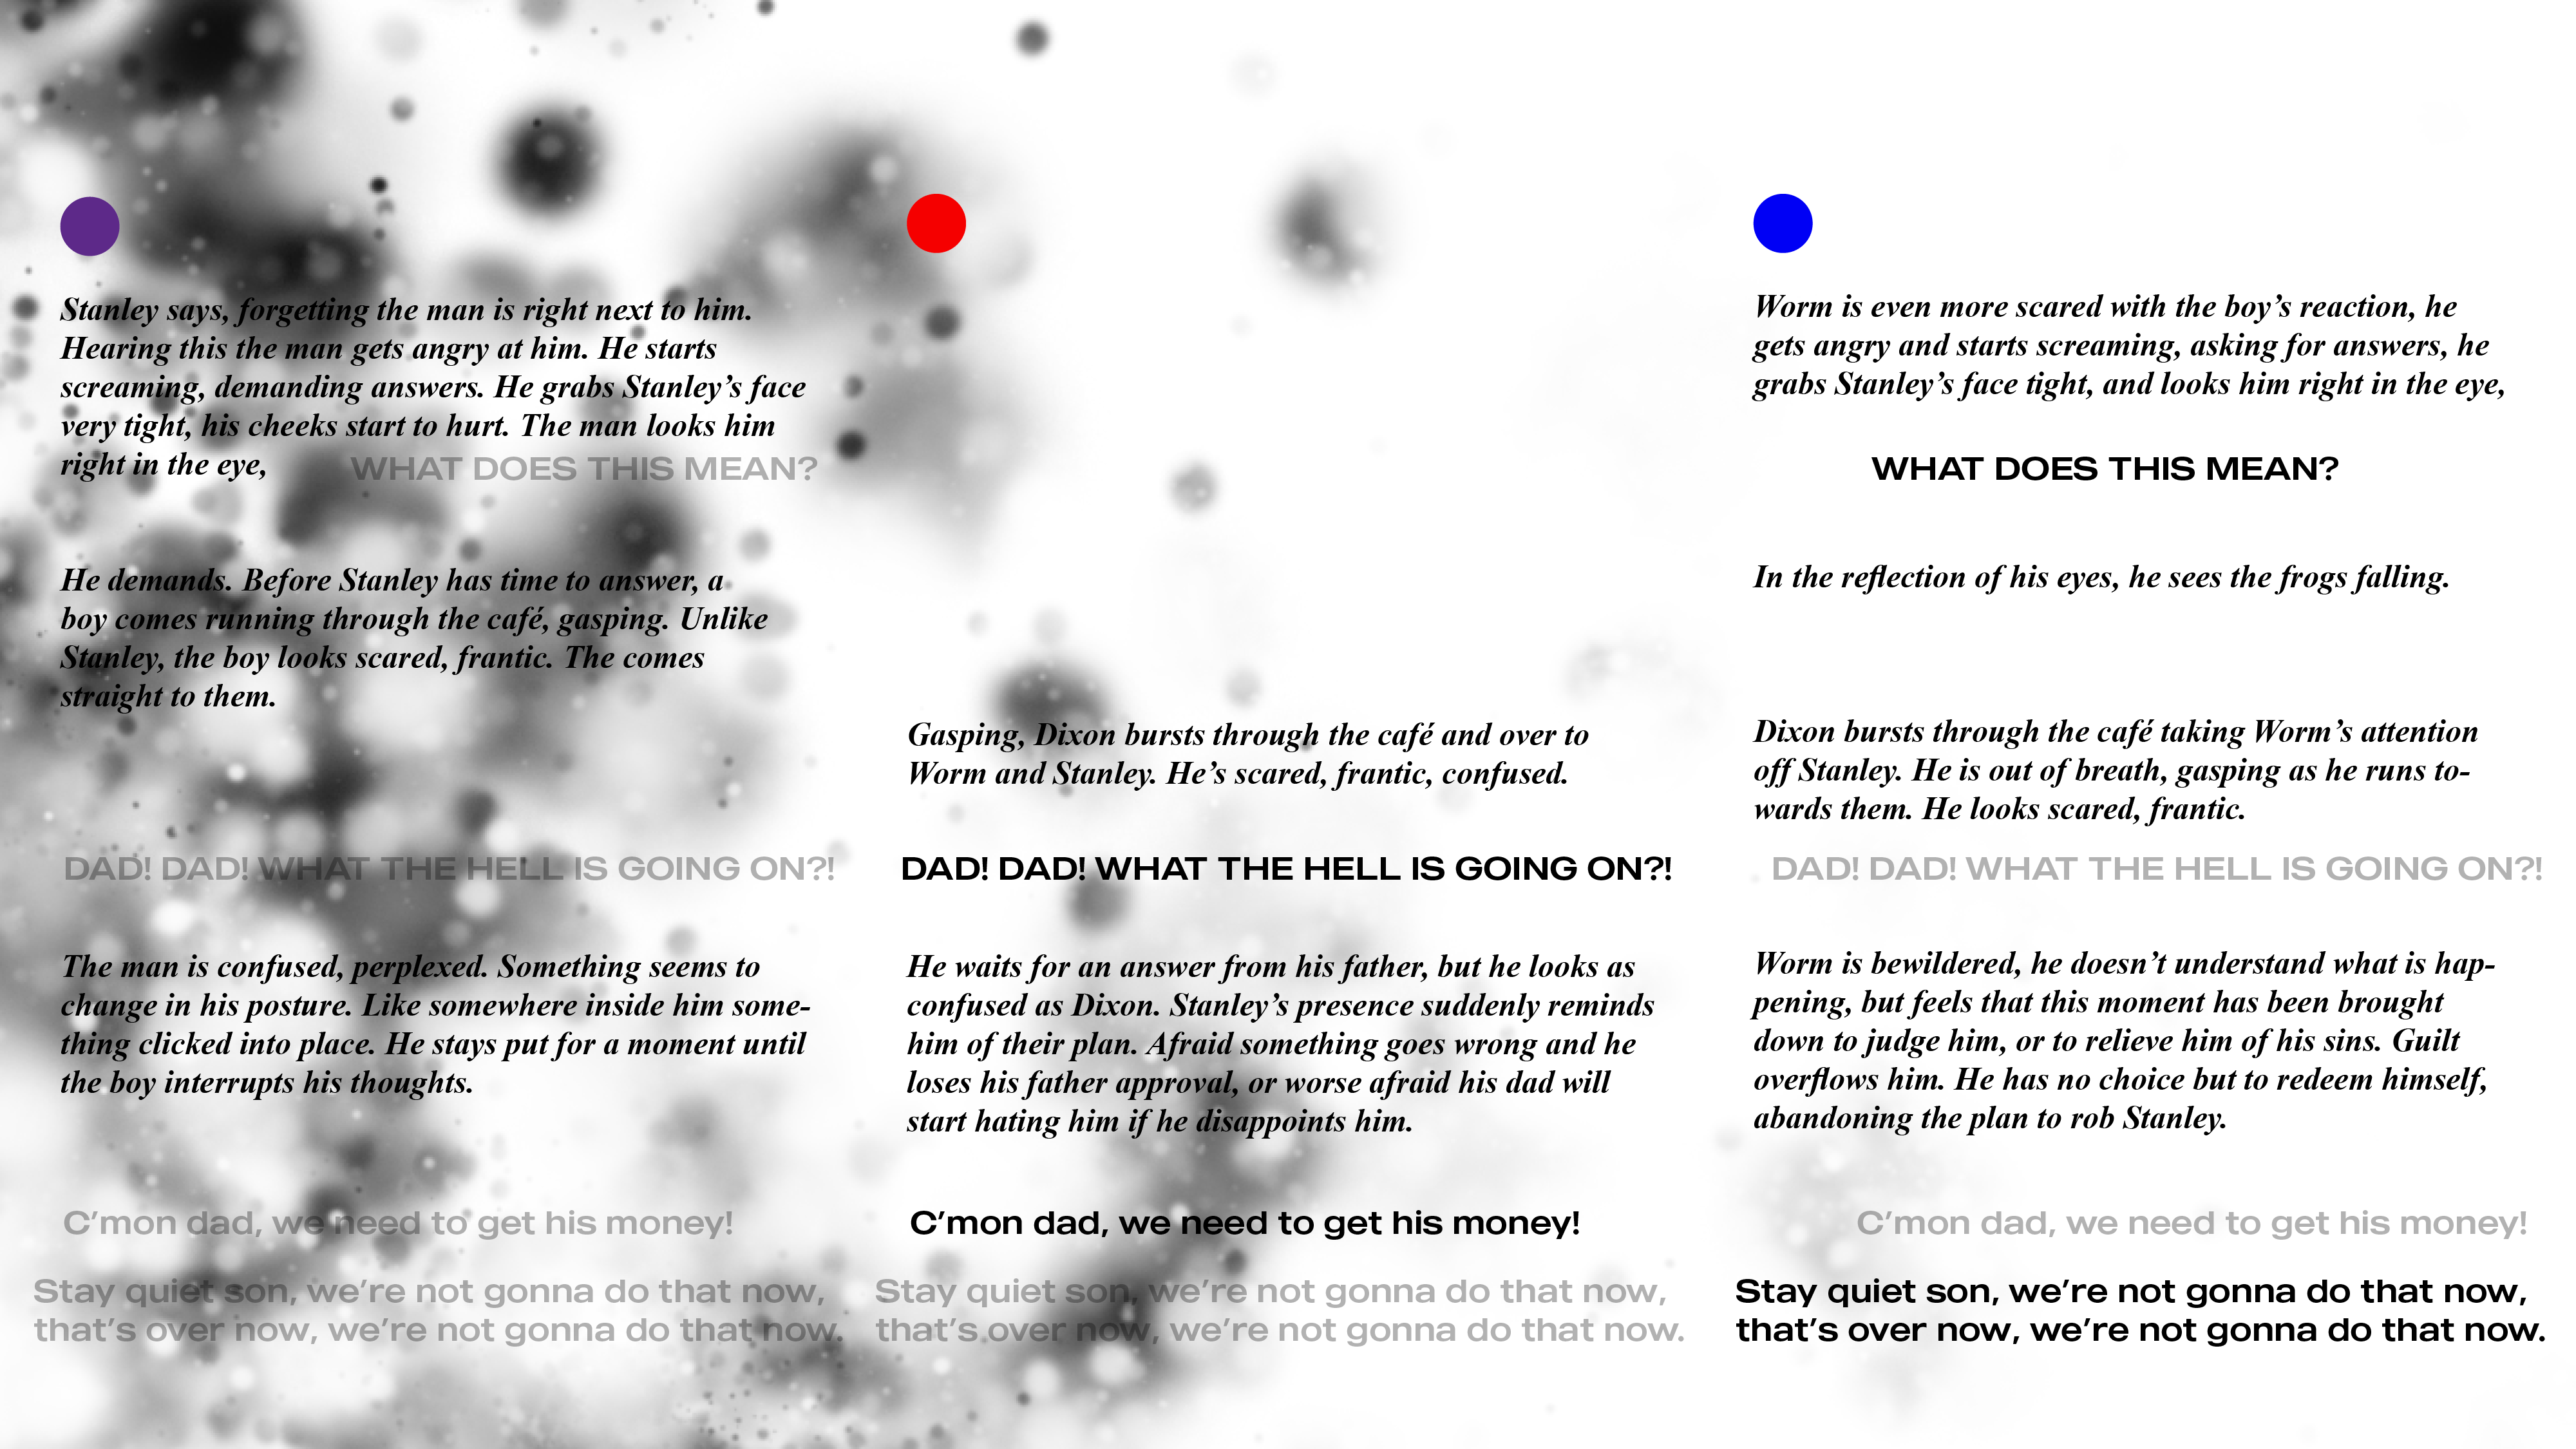 Stanley says, forgetting the man is right next to him.
Hearing this the man gets angry at him. He starts
screaming, demanding answers. He grabs Stanley’s face
very tight, his cheeks start to hurt. The man looks him
right in the eye,
WHAT DOES THIS MEAN?
He demands. Before Stanley has time to answer, a
boy comes running through the café, gasping. Unlike
Stanley, the boy looks scared, frantic. The comes
straight to them.
DAD! DAD! WHAT THE HELL IS GOING ON?!
The man is confused, perplexed. Something seems to
change in his posture. Like somewhere inside him some-
thing clicked into place. He stays put for a moment until
the boy interrupts his thoughts.
C’mon dad, we need to get his money!
Stay quiet son, we’re not gonna do that now,
that’s over now, we’re not gonna do that now.
Gasping, Dixon bursts through the café and over to
Worm and Stanley. He’s scared, frantic, confused.
DAD! DAD! WHAT THE HELL IS GOING ON?!
He waits for an answer from his father, but he looks as
confused as Dixon. Stanley’s presence suddenly reminds
him of their plan. Afraid something goes wrong and he
loses his father approval, or worse afraid his dad will
start hating him if he disappoints him.
C’mon dad, we need to get his money!
Stay quiet son, we’re not gonna do that now,
that’s over now, we’re not gonna do that now.
Worm is even more scared with the boy’s reaction, he
gets angry and starts screaming, asking for answers, he
grabs Stanley’s face tight, and looks him right in the eye,
WHAT DOES THIS MEAN?
In the reflection of his eyes, he sees the frogs falling.
Dixon bursts through the café taking Worm’s attention
off Stanley. He is out of breath, gasping as he runs to-
wards them. He looks scared, frantic.
DAD! DAD! WHAT THE HELL IS GOING ON?!
Worm is bewildered, he doesn’t understand what is hap-
pening, but feels that this moment has been brought
down to judge him, or to relieve him of his sins. Guilt
overflows him. He has no choice but to redeem himself,
abandoning the plan to rob Stanley.
C’mon dad, we need to get his money!
Stay quiet son, we’re not gonna do that now,
that’s over now, we’re not gonna do that now.